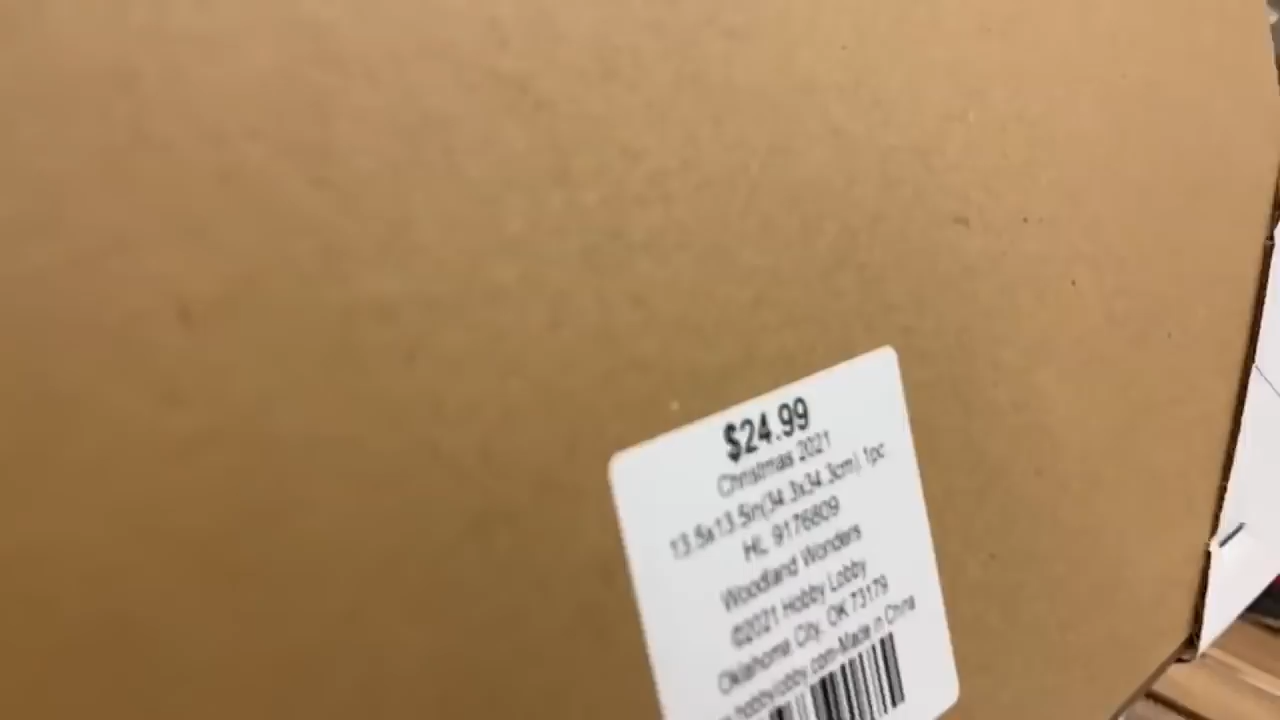 $24.99
Christmas 2021
13.5x13.5in(34.3x34.3cm) 1pc
HL 9176809
Woodland Wonders
©2021 Hobby Lobby
Oklahoma City, OK 73179
hobbylobby.com-Made in China